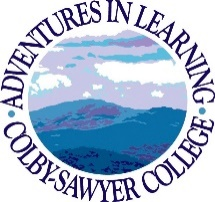 ADVENTURES IN LEARNING
• COLBY-SAWYER COLLEGE •